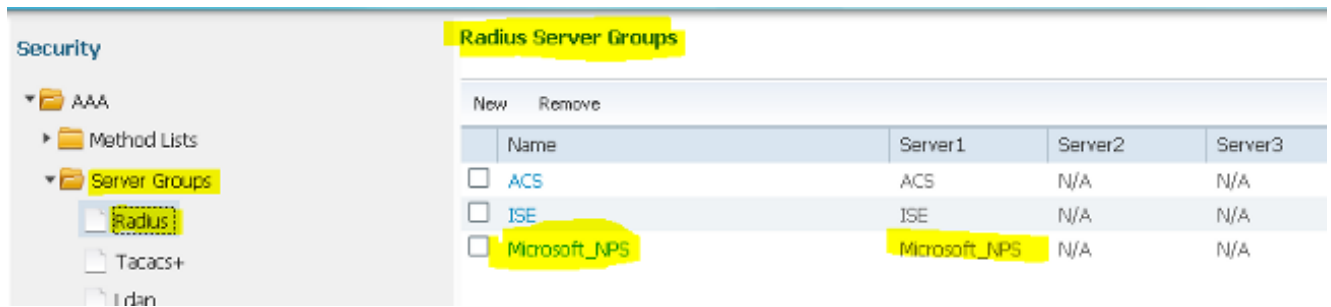 Security
AAA
Method Lists
Server Groups
Radius
Tacacs+
Ldap
Radius Server Groups
New Remove
Name Server1 Server2 Server3
ACS ACS N/A N/A
ISE ISE N/A N/A
Microsoft_NPS Microsoft_NPS N/A N/A